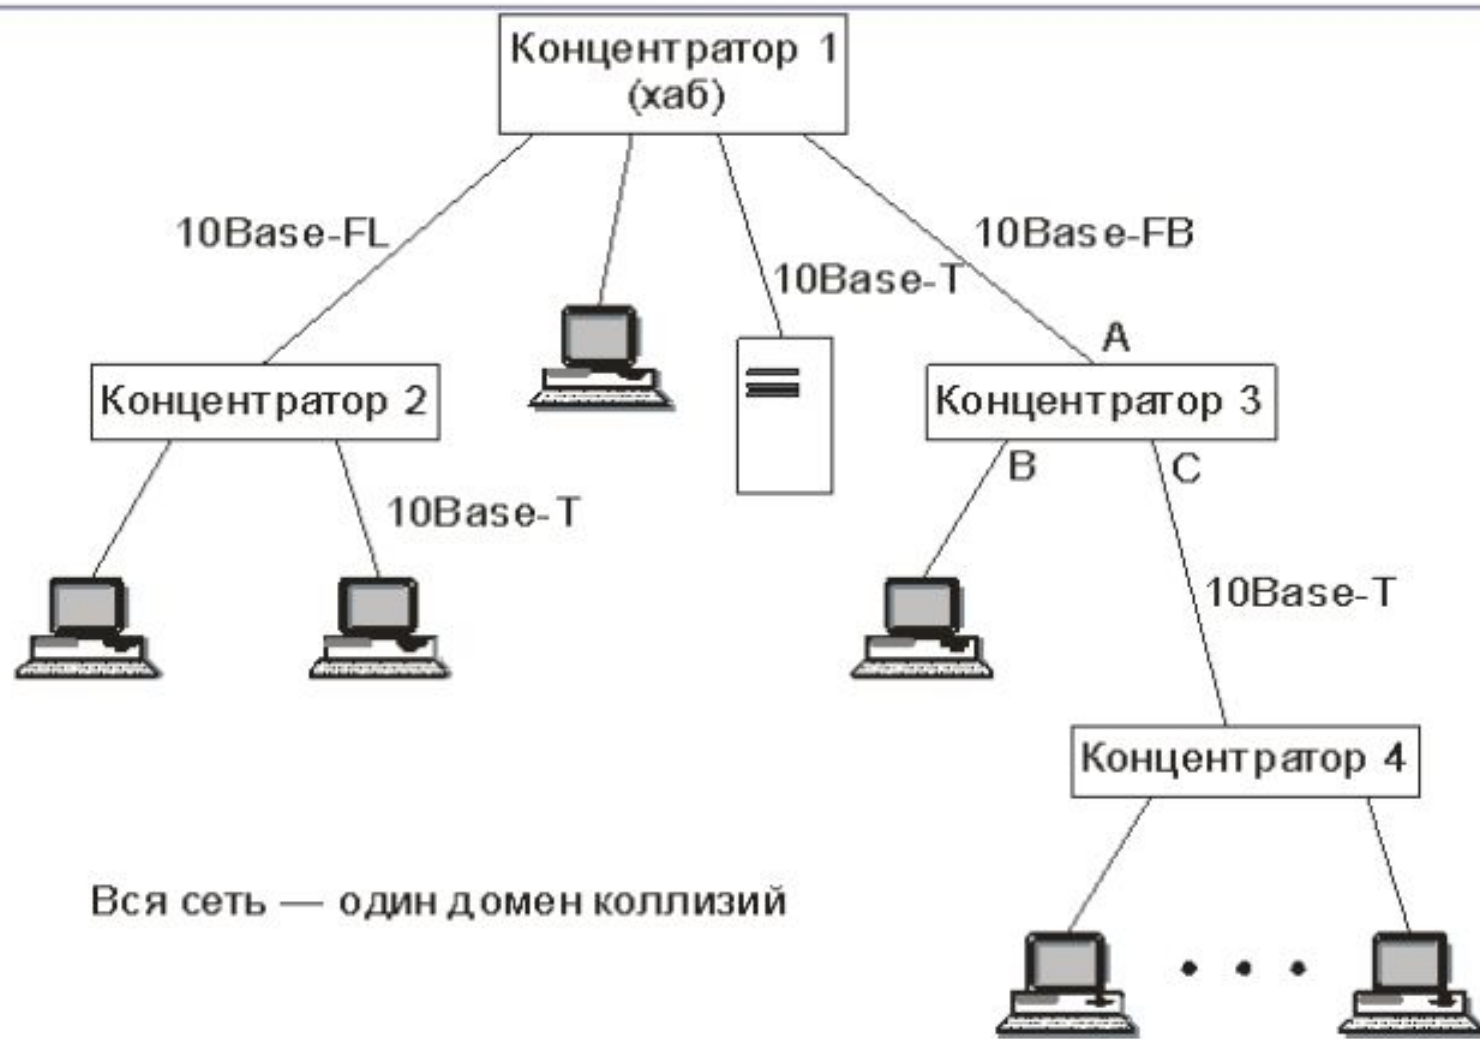 Концентратор 1
(хаб)
10Base-FL
10Base-FB
10Base-T
A
Концентратор 2
Концентратор 3
B
C
10Base-T
10Base-T
Концентратор 4
Вся сеть — один домен коллизий